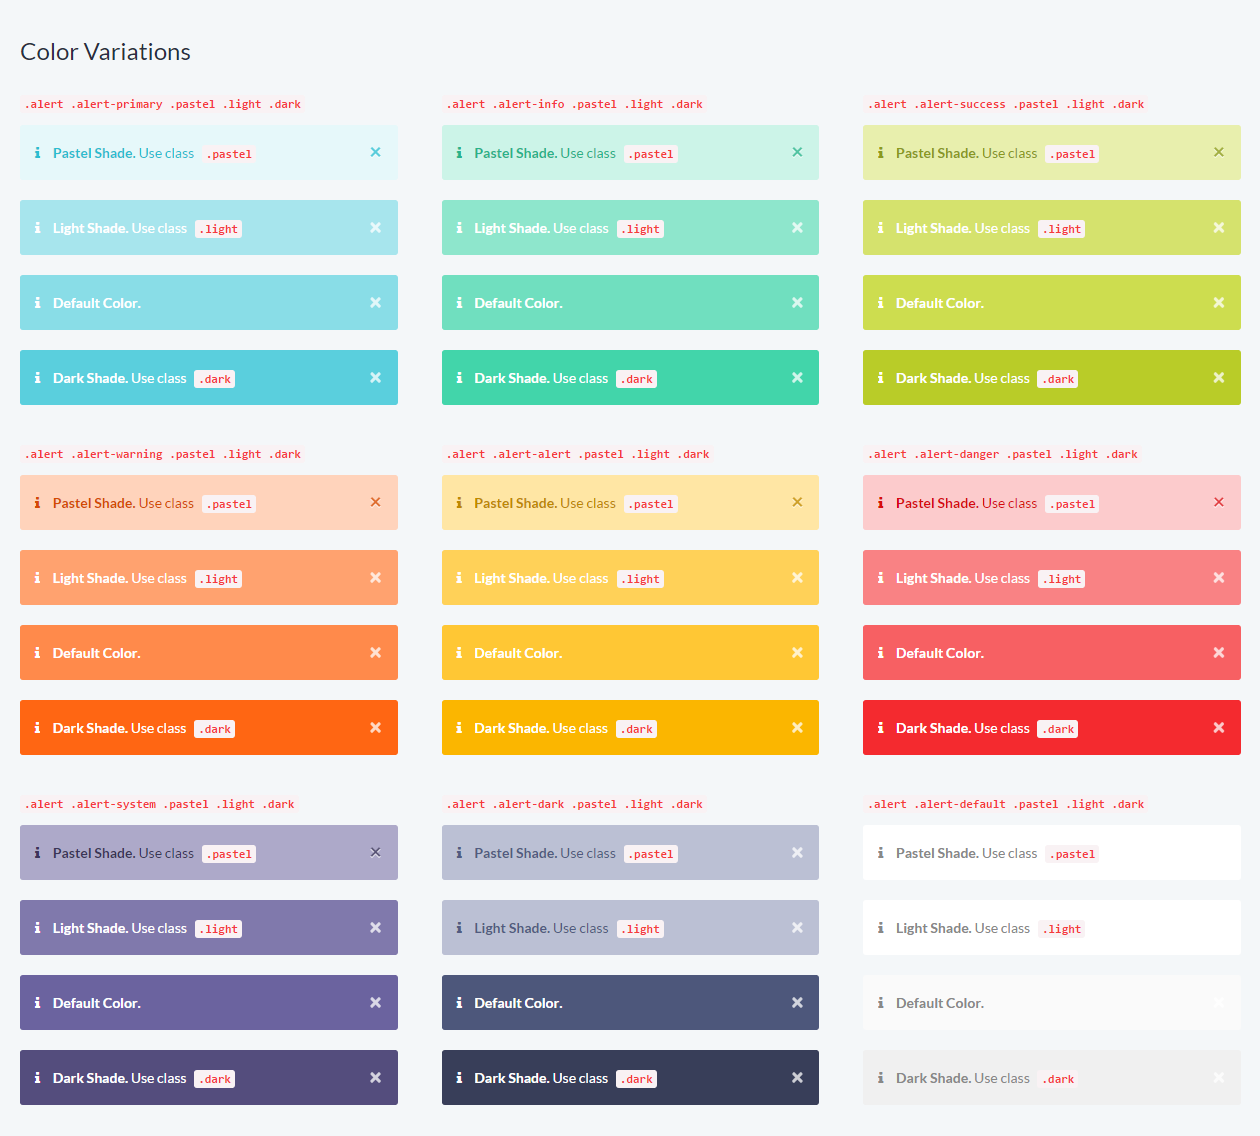 Color Variations
.alert .alert-primary .pastel .light .dark
Pastel Shade. Use class .pastel
Light Shade. Use class .light
Default Color.
Dark Shade. Use class .dark
.alert .alert-info .pastel .light .dark
Pastel Shade. Use class .pastel
Light Shade. Use class .light
Default Color.
Dark Shade. Use class .dark
.alert .alert-success .pastel .light .dark
Pastel Shade. Use class .pastel
Light Shade. Use class .light
Default Color.
Dark Shade. Use class .dark
.alert .alert-warning .pastel .light .dark
Pastel Shade. Use class .pastel
Light Shade. Use class .light
Default Color.
Dark Shade. Use class .dark
.alert .alert-alert .pastel .light .dark
Pastel Shade. Use class .pastel
Light Shade. Use class .light
Default Color.
Dark Shade. Use class .dark
.alert .alert-danger .pastel .light .dark
Pastel Shade. Use class .pastel
Light Shade. Use class .light
Default Color.
Dark Shade. Use class .dark
.alert .alert-system .pastel .light .dark
Pastel Shade. Use class .pastel
Light Shade. Use class .light
Default Color.
Dark Shade. Use class .dark
.alert .alert-dark .pastel .light .dark
Pastel Shade. Use class .pastel
Light Shade. Use class .light
Default Color.
Dark Shade. Use class .dark
.alert .alert-default .pastel .light .dark
Pastel Shade. Use class .pastel
Light Shade. Use class .light
Default Color.
Dark Shade. Use class .dark